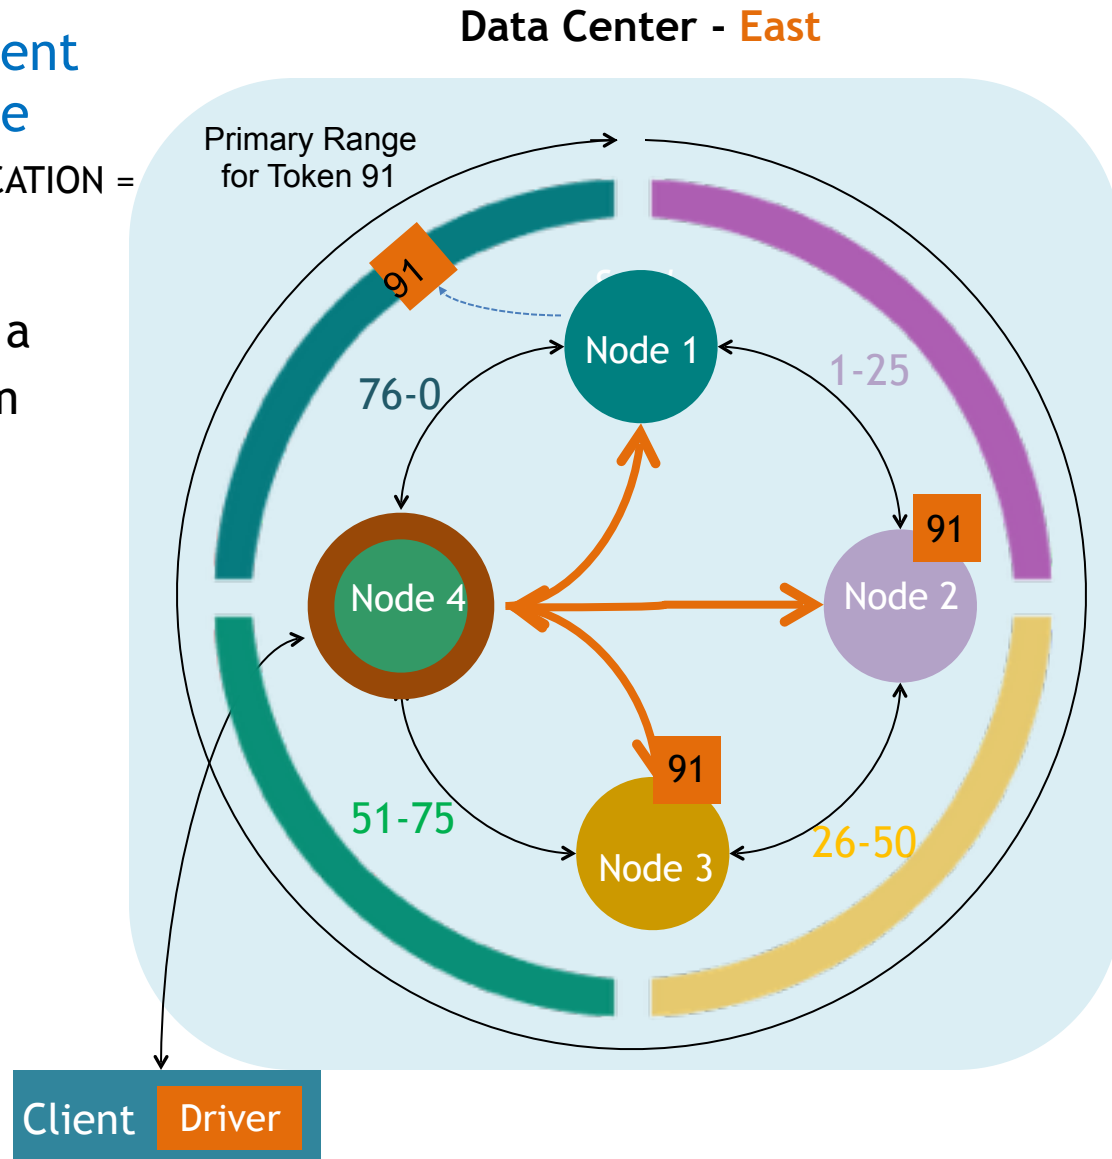 Data Center - East
ent
e
CATION =
a
m
Primary Range
for Token 91
91
Node 1
76-0
1-25
91
Node 4
Node 2
91
51-75
26-50
Node 3
Client
Driver